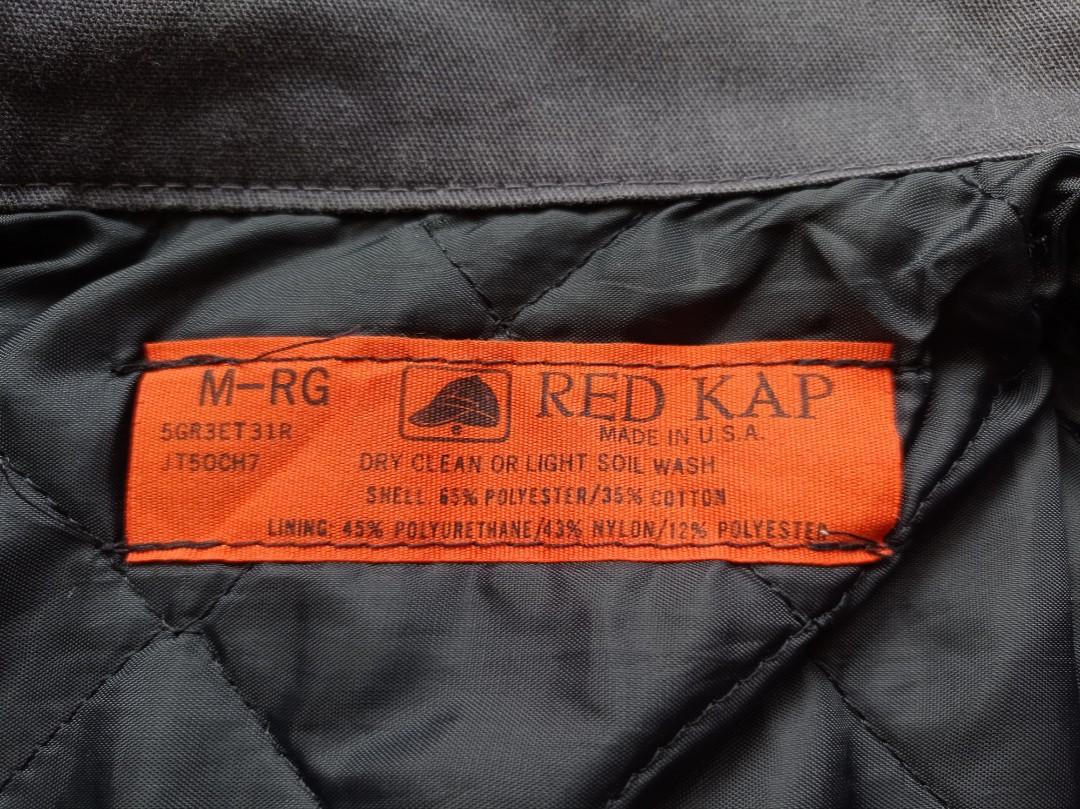 M-RG
RED KAP
5GR3ET31R
MADE IN U.S.A.
JT50CH7
DRY CLEAN OR LIGHT SOIL WASH
SHELL: 65% POLYESTER/35% COTTON
LINING: 45% POLYURETHANE/43% NYLON/12% POLYESTER